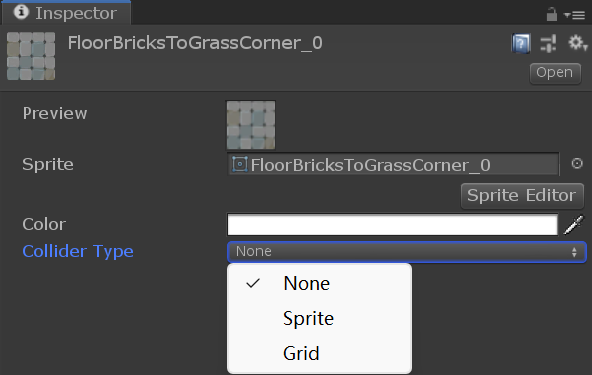 Inspector
FloorBricksToGrassCorner_0
Open
Preview
Sprite
FloorBricksToGrassCorner_0
Sprite Editor
Color
Collider Type
None
None
Sprite
Grid